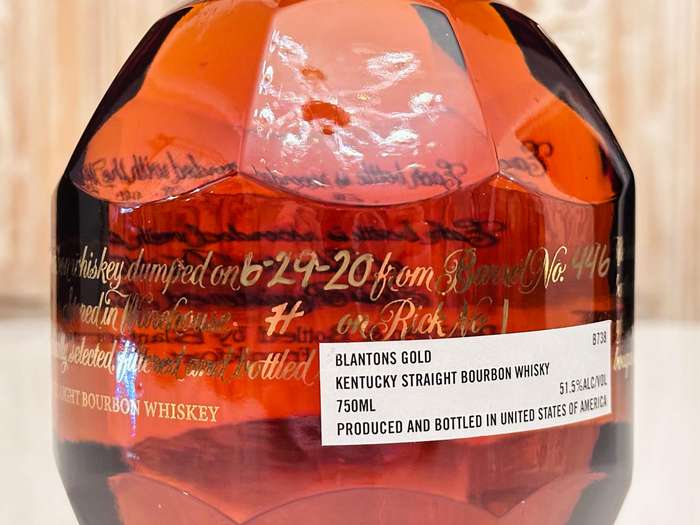 whiskey dumped on 6-29-20 from Barrel No. 446
Stored in Warehouse H on Rick No. 1
selected, filtered and bottled
BOURBON WHISKEY
B738
BLANTONS GOLD
KENTUCKY STRAIGHT BOURBON WHISKY
750ML 51.5%ALC/VOL
PRODUCED AND BOTTLED IN UNITED STATES OF AMERICA